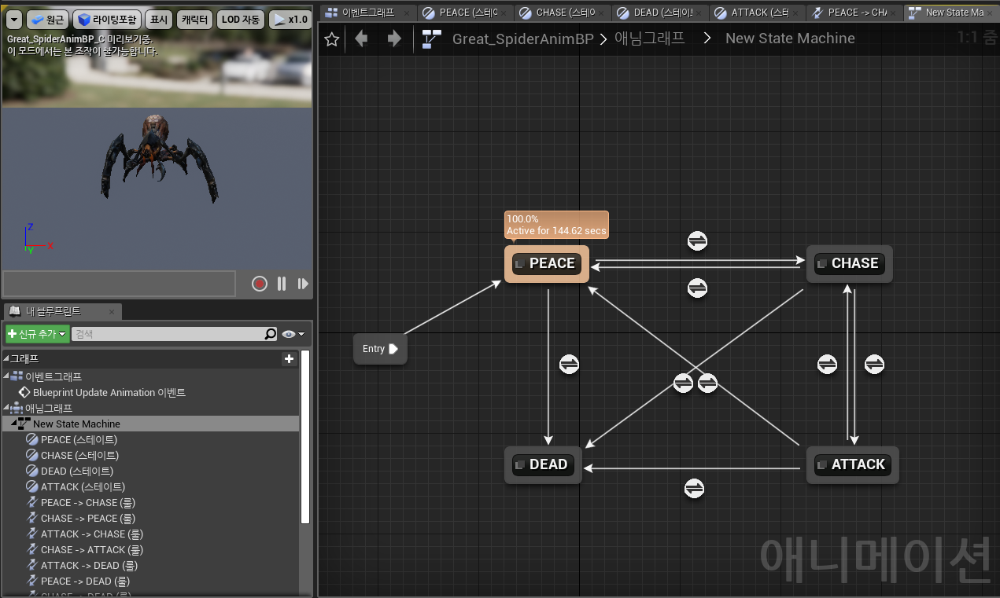 원근
라이팅포함
표시
캐릭터
LOD 자동
x1.0
Great_SpiderAnimBP_C 미리보기중.
이 모드에서는 본 조작이 불가능합니다.
Z
X
Y
내 블루프린트
신규 추가
검색
그래프
이벤트그래프
Blueprint Update Animation 이벤트
애님그래프
New State Machine
PEACE (스테이트)
CHASE (스테이트)
DEAD (스테이트)
ATTACK (스테이트)
PEACE -> CHASE (룰)
CHASE -> PEACE (룰)
ATTACK -> CHASE (룰)
CHASE -> ATTACK (룰)
ATTACK -> DEAD (룰)
PEACE -> DEAD (룰)
CHASE -> DEAD (룰)
이벤트그래프
PEACE (스테이
CHASE (스테이
DEAD (스테이트
ATTACK (스테
PEACE -> CHA
New State Ma
Great_SpiderAnimBP > 애님그래프 > New State Machine
1:1 줌
100.0%
Active for 144.62 secs
PEACE
CHASE
Entry
DEAD
ATTACK
애니메이션